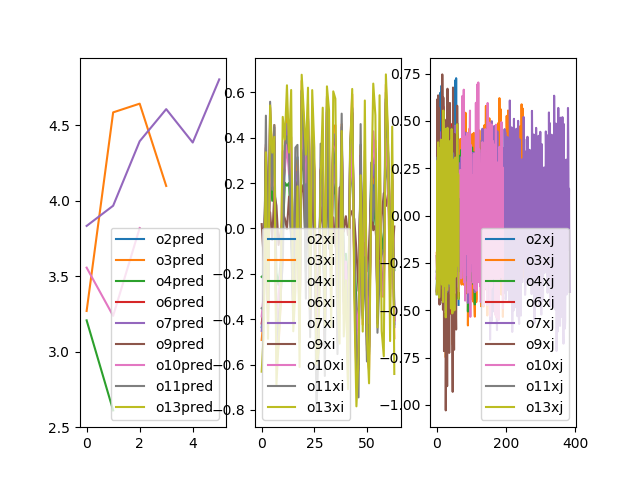 4.5
4.0
3.5
3.0
2.5
0
2
4
o2pred
o3pred
o4pred
o6pred
o7pred
o9pred
o10pred
o11pred
o13pred
0.6
0.4
0.2
0.0
−0.2
−0.4
−0.6
−0.8
0
25
50
o2xi
o3xi
o4xi
o6xi
o7xi
o9xi
o10xi
o11xi
o13xi
0.75
0.50
0.25
0.00
−0.25
−0.50
−0.75
−1.00
0
200
400
o2xj
o3xj
o4xj
o6xj
o7xj
o9xj
o10xj
o11xj
o13xj